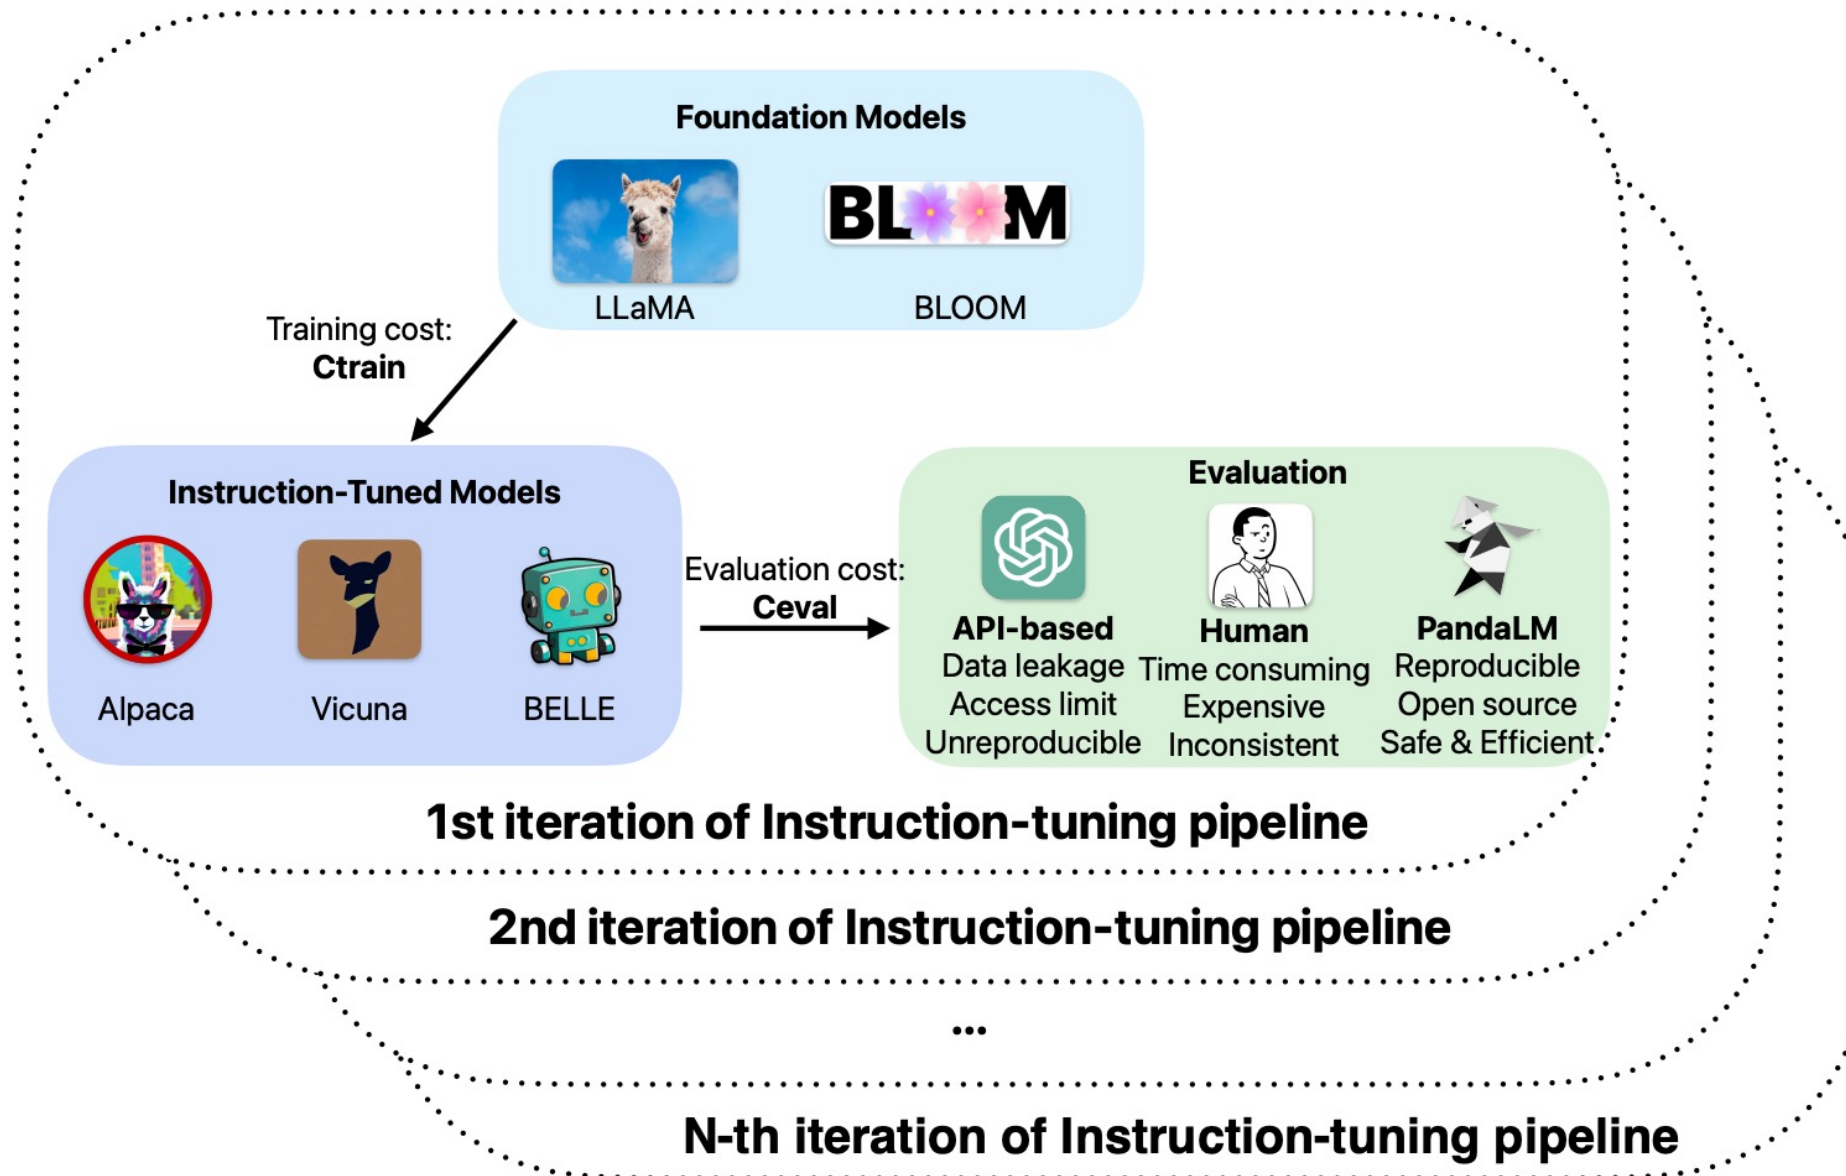 Foundation Models
BLOOM
LLaMA
BLOOM
Training cost:
Ctrain
Instruction-Tuned Models
Alpaca
Vicuna
BELLE
Evaluation cost:
Ceval
Evaluation
API-based
Data leakage
Access limit
Unreproducible
Human
Time consuming
Expensive
Inconsistent
PandaLM
Reproducible
Open source
Safe & Efficient
1st iteration of Instruction-tuning pipeline
2nd iteration of Instruction-tuning pipeline
...
N-th iteration of Instruction-tuning pipeline